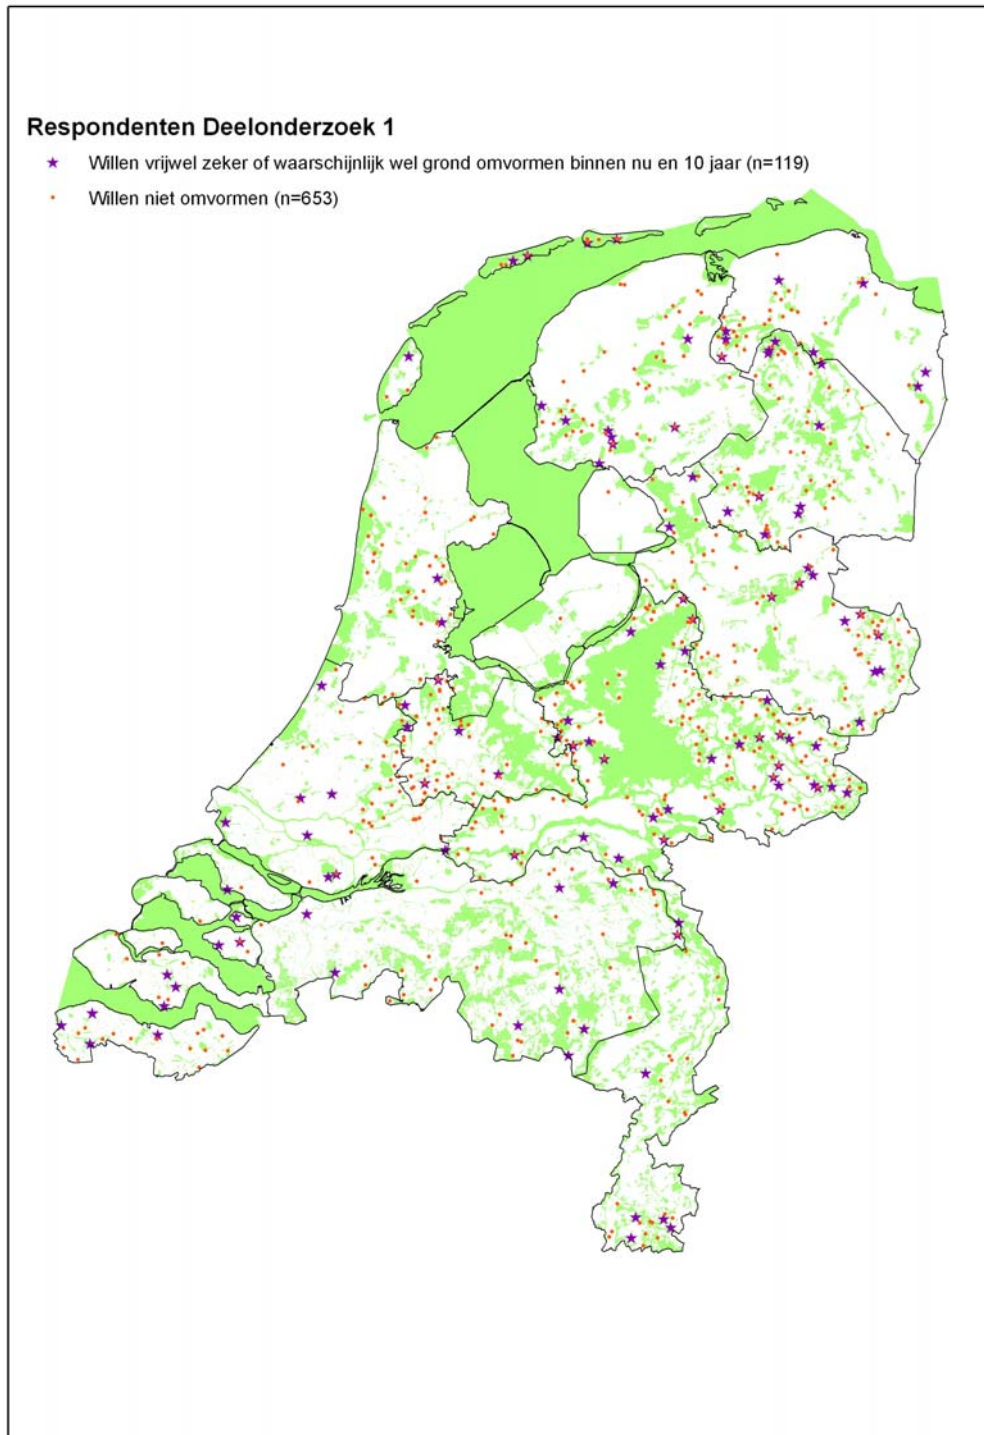 Respondenten Deelonderzoek 1
Willen vrijwel zeker of waarschijnlijk wel grond omvormen binnen nu en 10 jaar (n=119)
Willen niet omvormen (n=653)